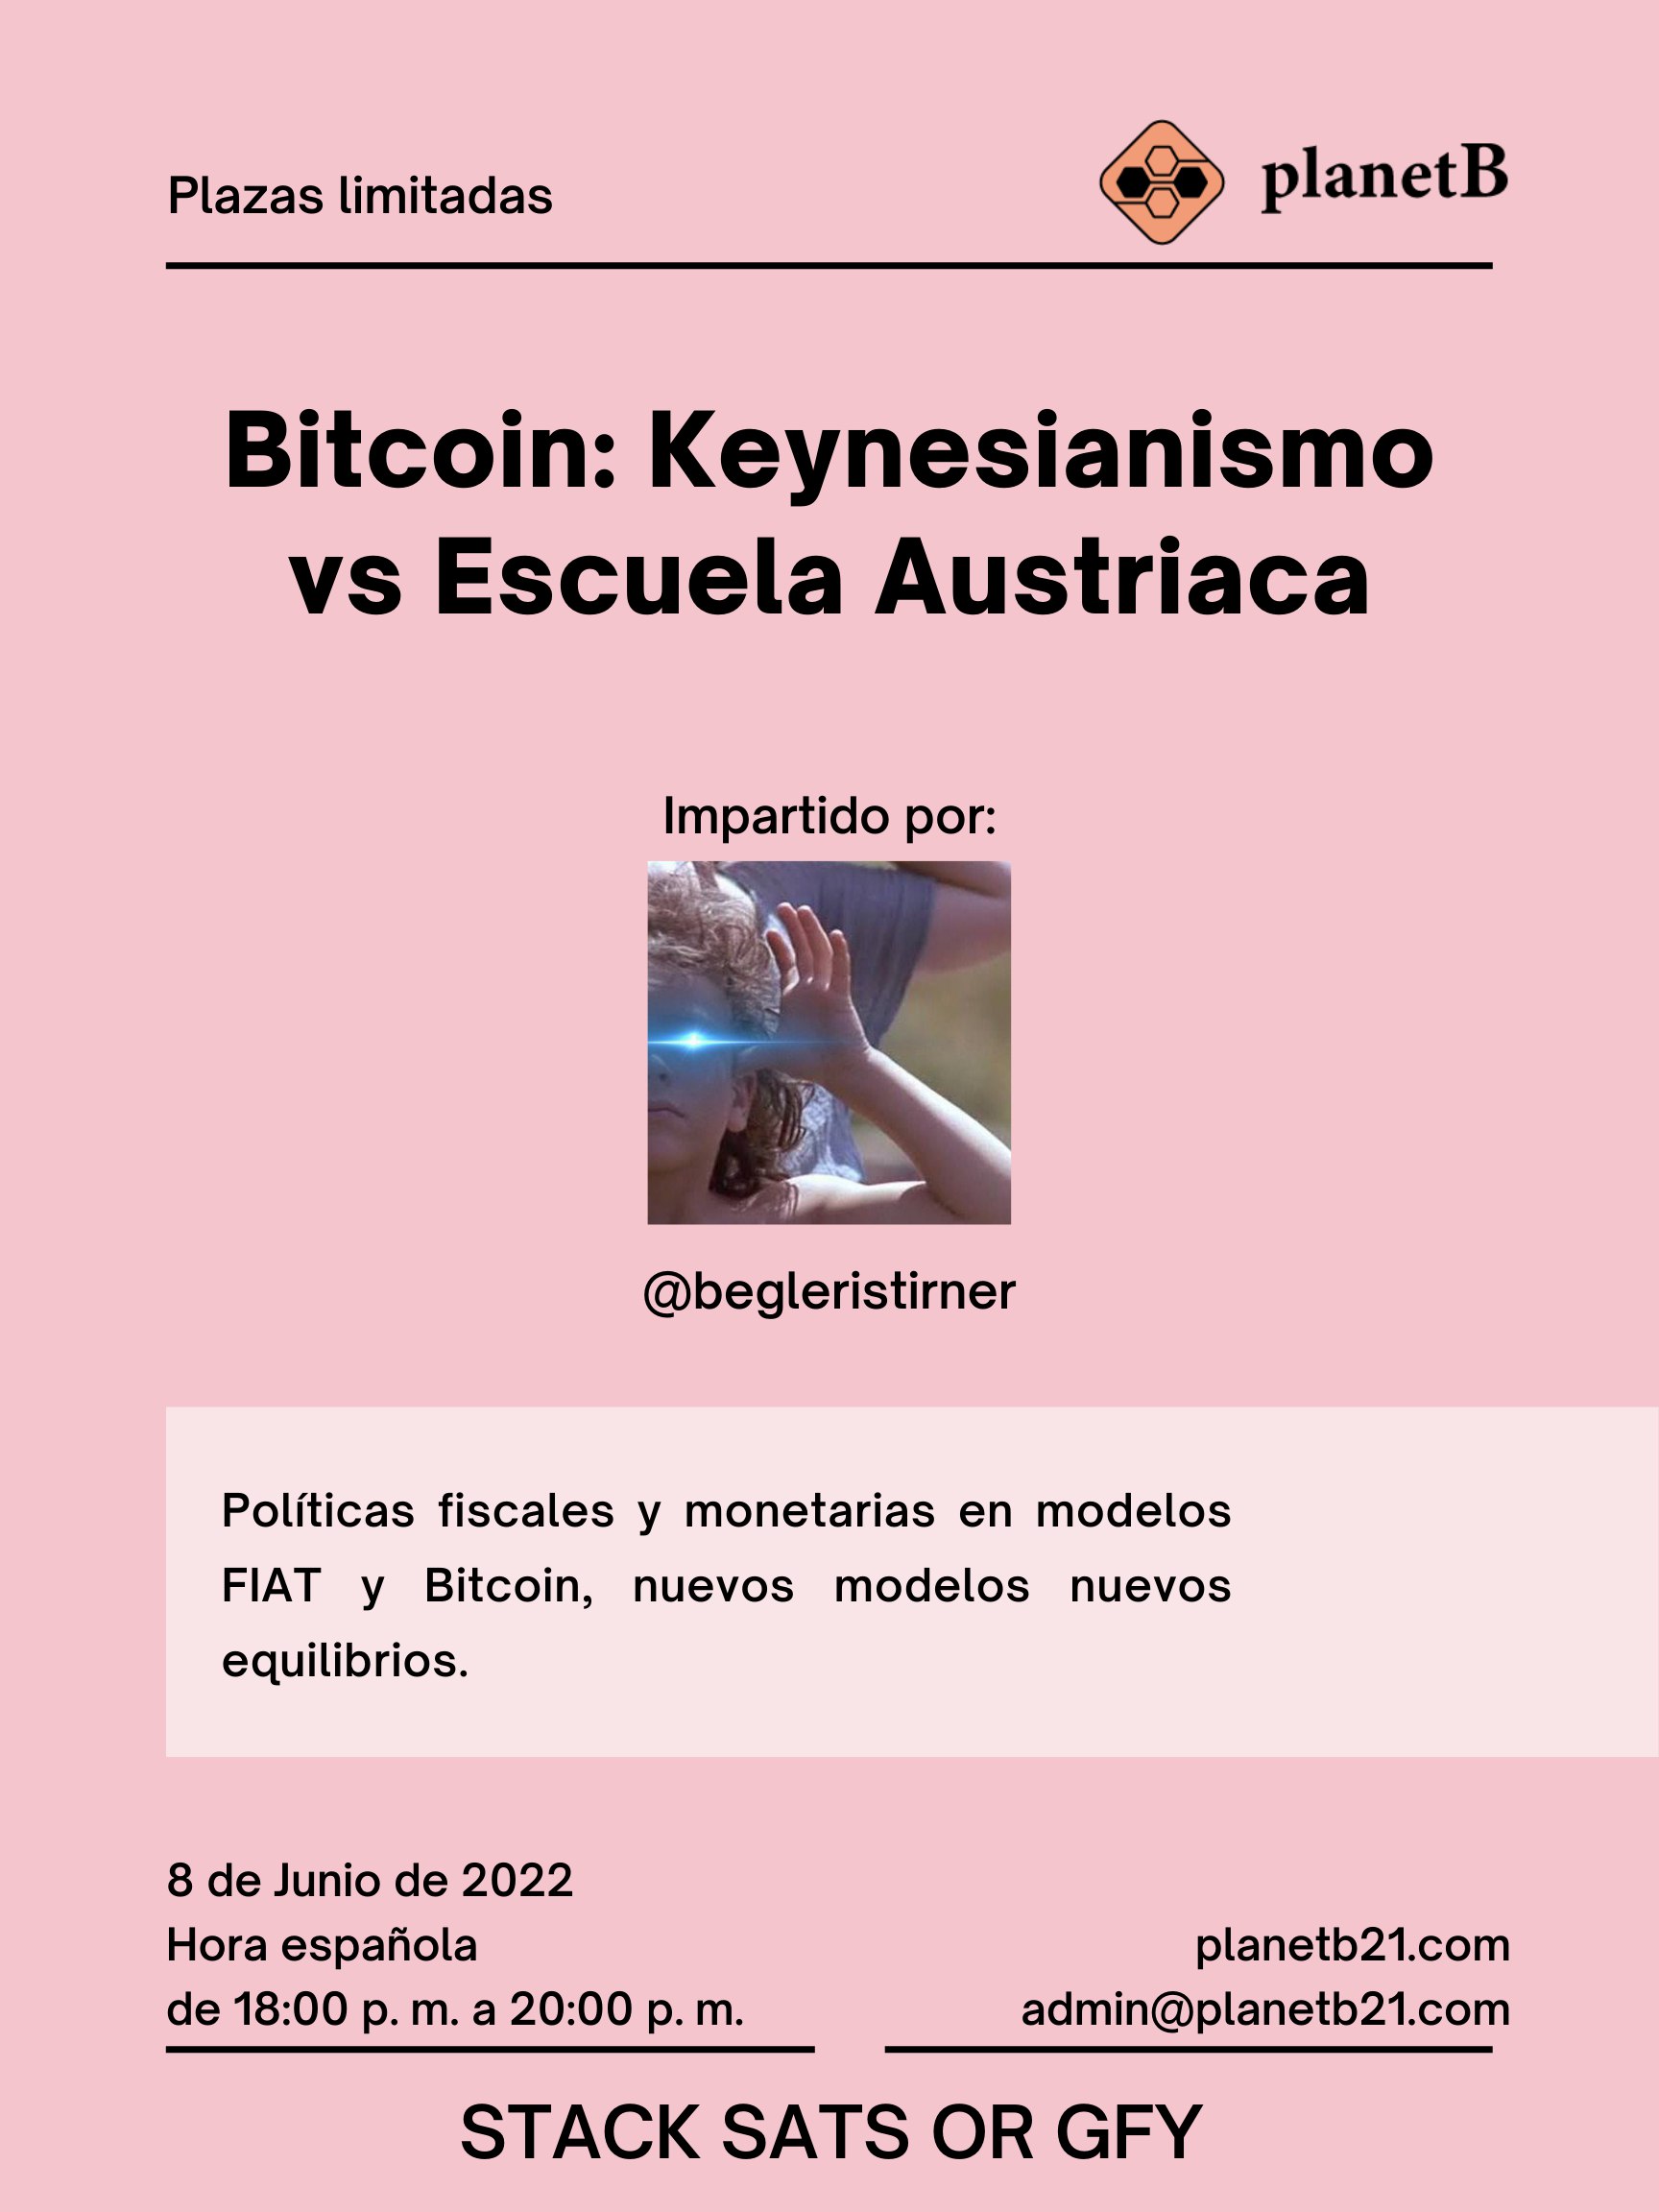 Plazas limitadas
planetB
Bitcoin: Keynesianismo
vs Escuela Austriaca
Impartido por:
@begleristirner
Políticas fiscales y monetarias en modelos
FIAT y Bitcoin, nuevos modelos nuevos
equilibrios.
8 de Junio de 2022
Hora española
de 18:00 p. m. a 20:00 p. m.
planetb21.com
admin@planetb21.com
STACK SATS OR GFY